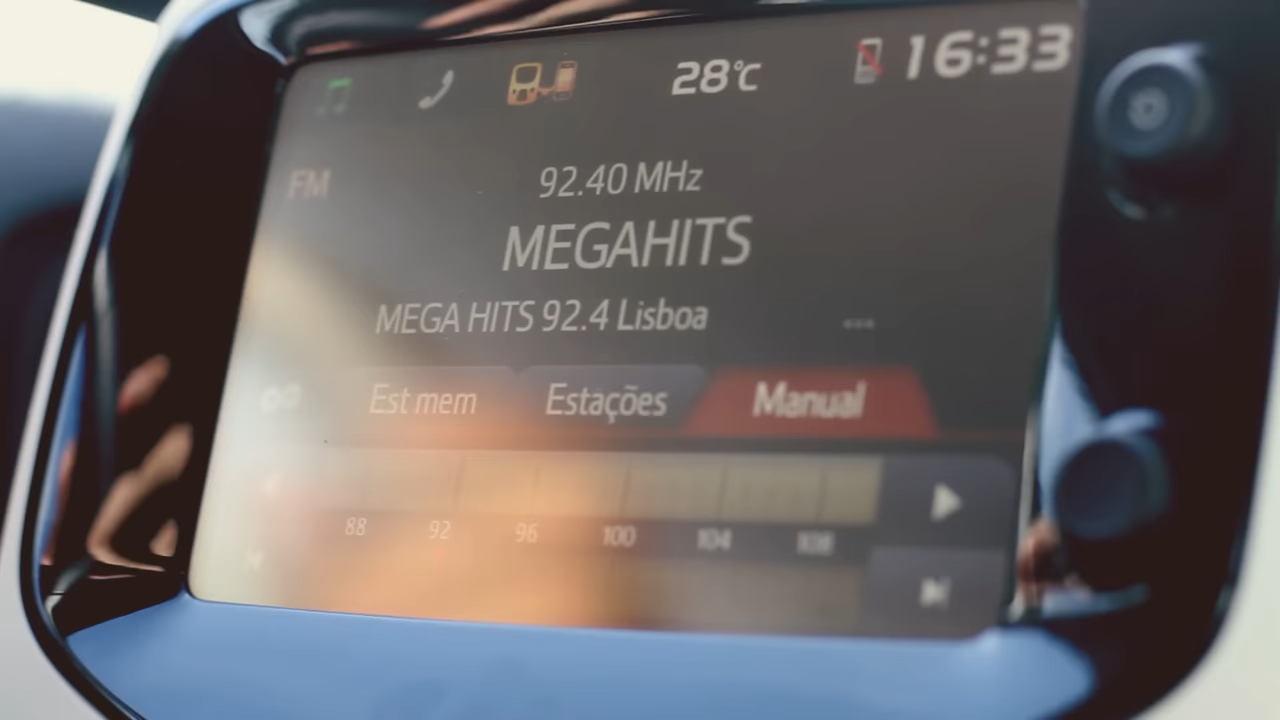 28°C
16:33
FM
92.40 MHz
MEGAHITS
MEGA HITS 92.4 Lisboa
...
Est mem
Estações
Manual
88 92 96 100 104 108